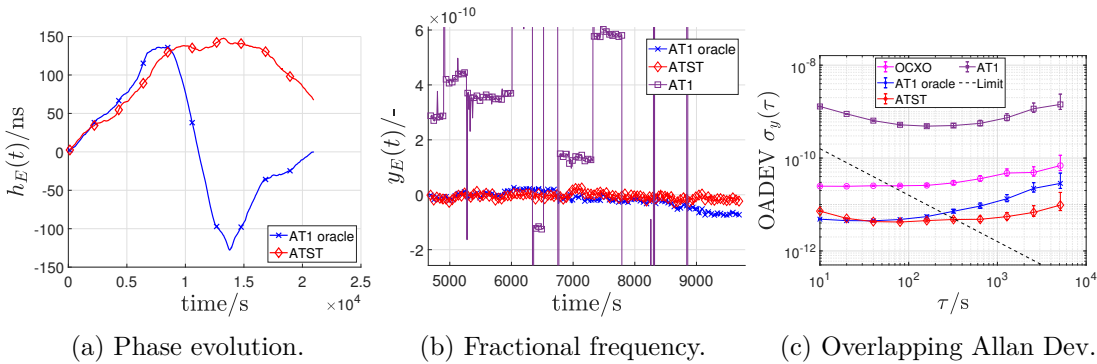 150
100
50
0
-50
-100
-150
h_E(t)/ns
AT1 oracle
ATST
0
0.5
1
1.5
2
2.5
time/s
×10^4
(a) Phase evolution.
×10^-10
6
4
2
0
-2
y_E(t)/-
AT1 oracle
ATST
AT1
5000
6000
7000
8000
9000
time/s
(b) Fractional frequency.
10^-8
10^-10
10^-12
OADEV σ_y(τ)
OCXO
AT1 oracle
ATST
AT1
Limit
10^1
10^2
10^3
10^4
τ/s
(c) Overlapping Allan Dev.